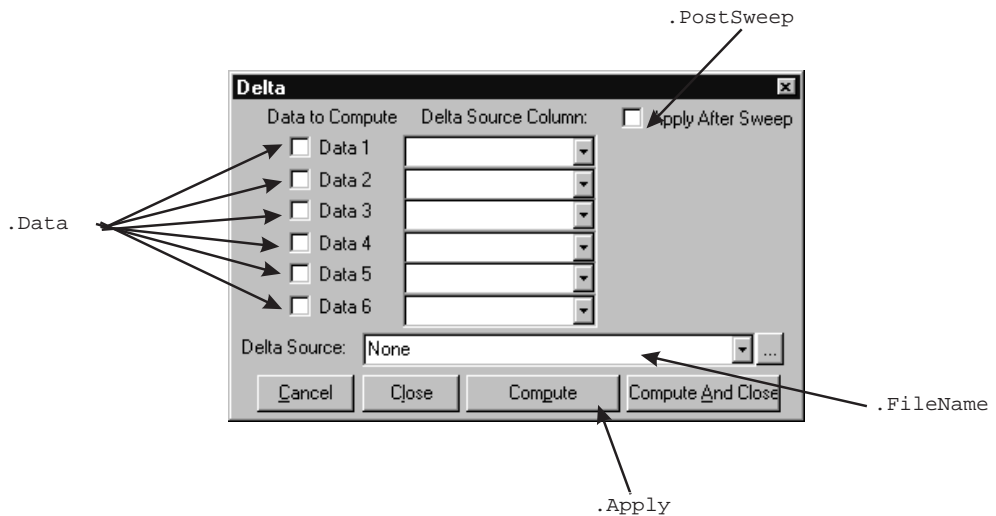 .PostSweep
Delta
Data to Compute Delta Source Column: Apply After Sweep
Data 1
Data 2
Data 3
.Data
Data 4
Data 5
Data 6
Delta Source: None ...
Cancel Close Compute Compute And Close
.FileName
.Apply